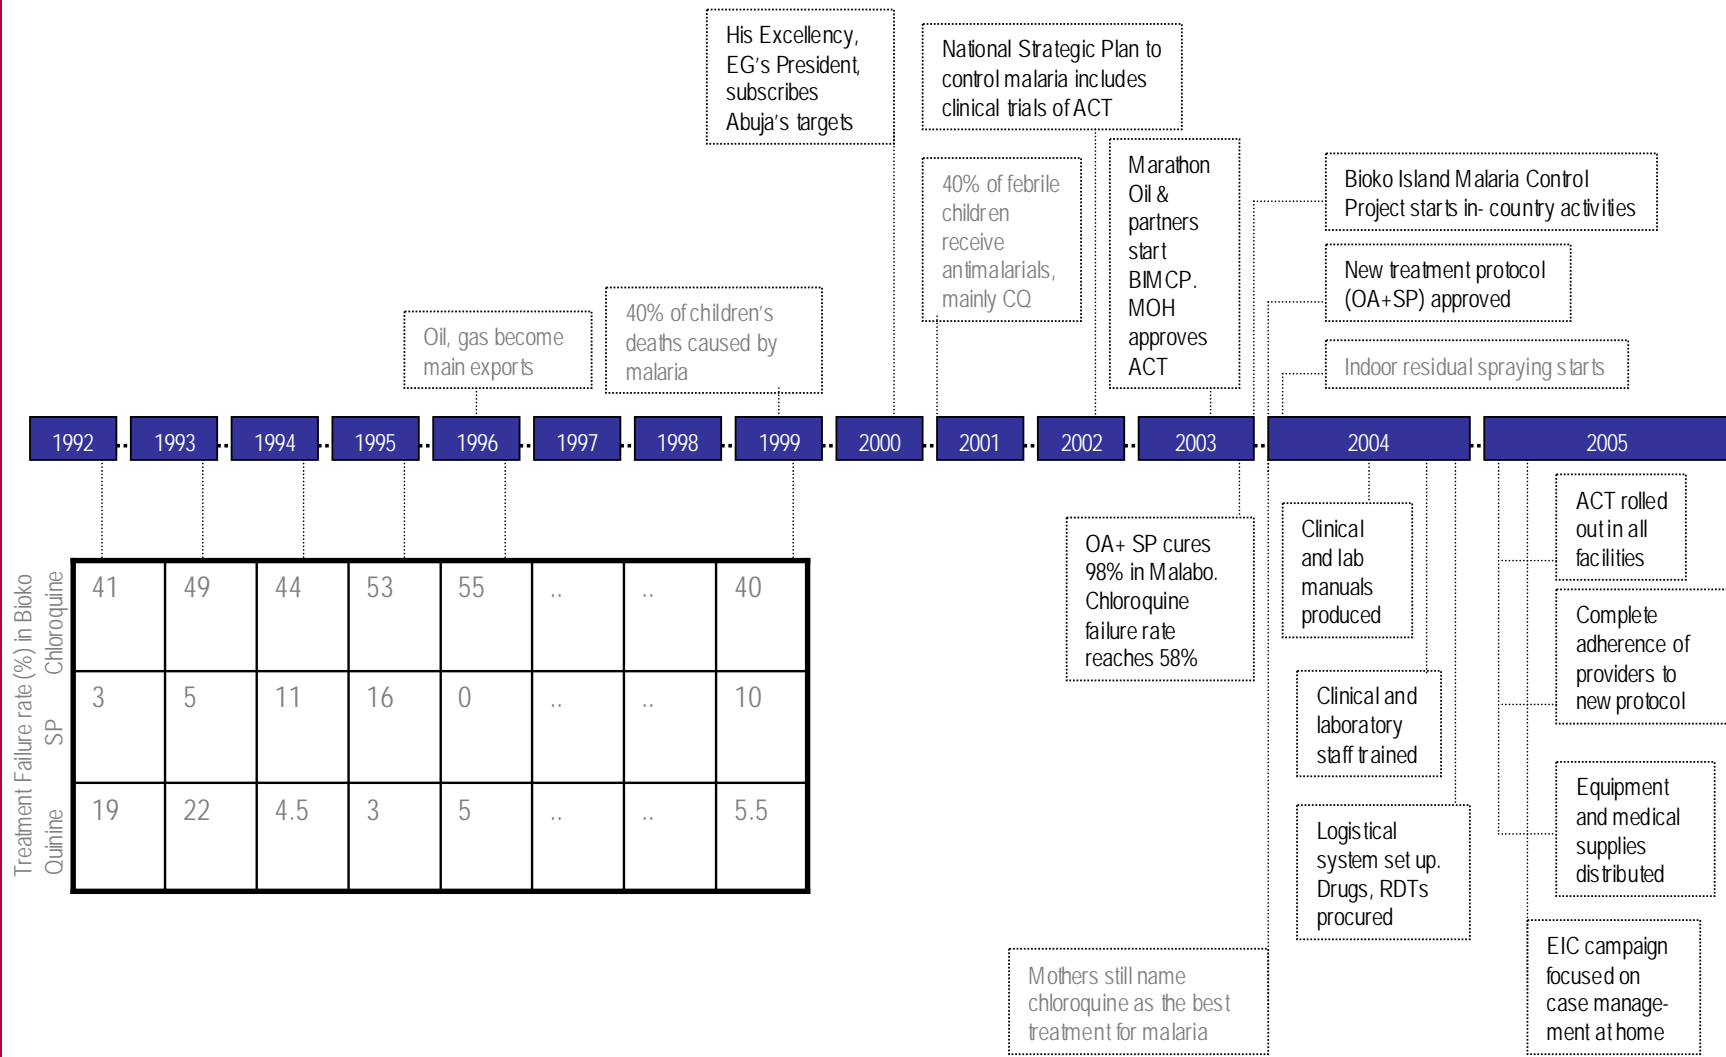 His Excellency,
EG's President,
subscribes
Abuja's targets
National Strategic Plan to
control malaria includes
clinical trials of ACT
40% of febrile
children
receive
antimalarials,
mainly CQ
Marathon
Oil &
partners
start
BIMCP.
MOH
approves
ACT
Bioko Island Malaria Control
Project starts in- country activities
New treatment protocol
(OA+SP) approved
Indoor residual spraying starts
Oil, gas become
main exports
40% of children's
deaths caused by
malaria
1992 1993 1994 1995 1996 1997 1998 1999 2000 2001 2002 2003 2004 2005
Treatment Failure rate (%) in Bioko
Chloroquine
41 49 44 53 55 .. .. 40
SP
3 5 11 16 0 .. .. 10
Quinine
19 22 4.5 3 5 .. .. 5.5
OA+ SP cures
98% in Malabo.
Chloroquine
failure rate
reaches 58%
Mothers still name
chloroquine as the best
treatment for malaria
Clinical
and lab
manuals
produced
Clinical and
laboratory
staff trained
Logistical
system set up.
Drugs, RDTs
procured
ACT rolled
out in all
facilities
Complete
adherence of
providers to
new protocol
Equipment
and medical
supplies
distributed
EIC campaign
focused on
case manage-
ment at home